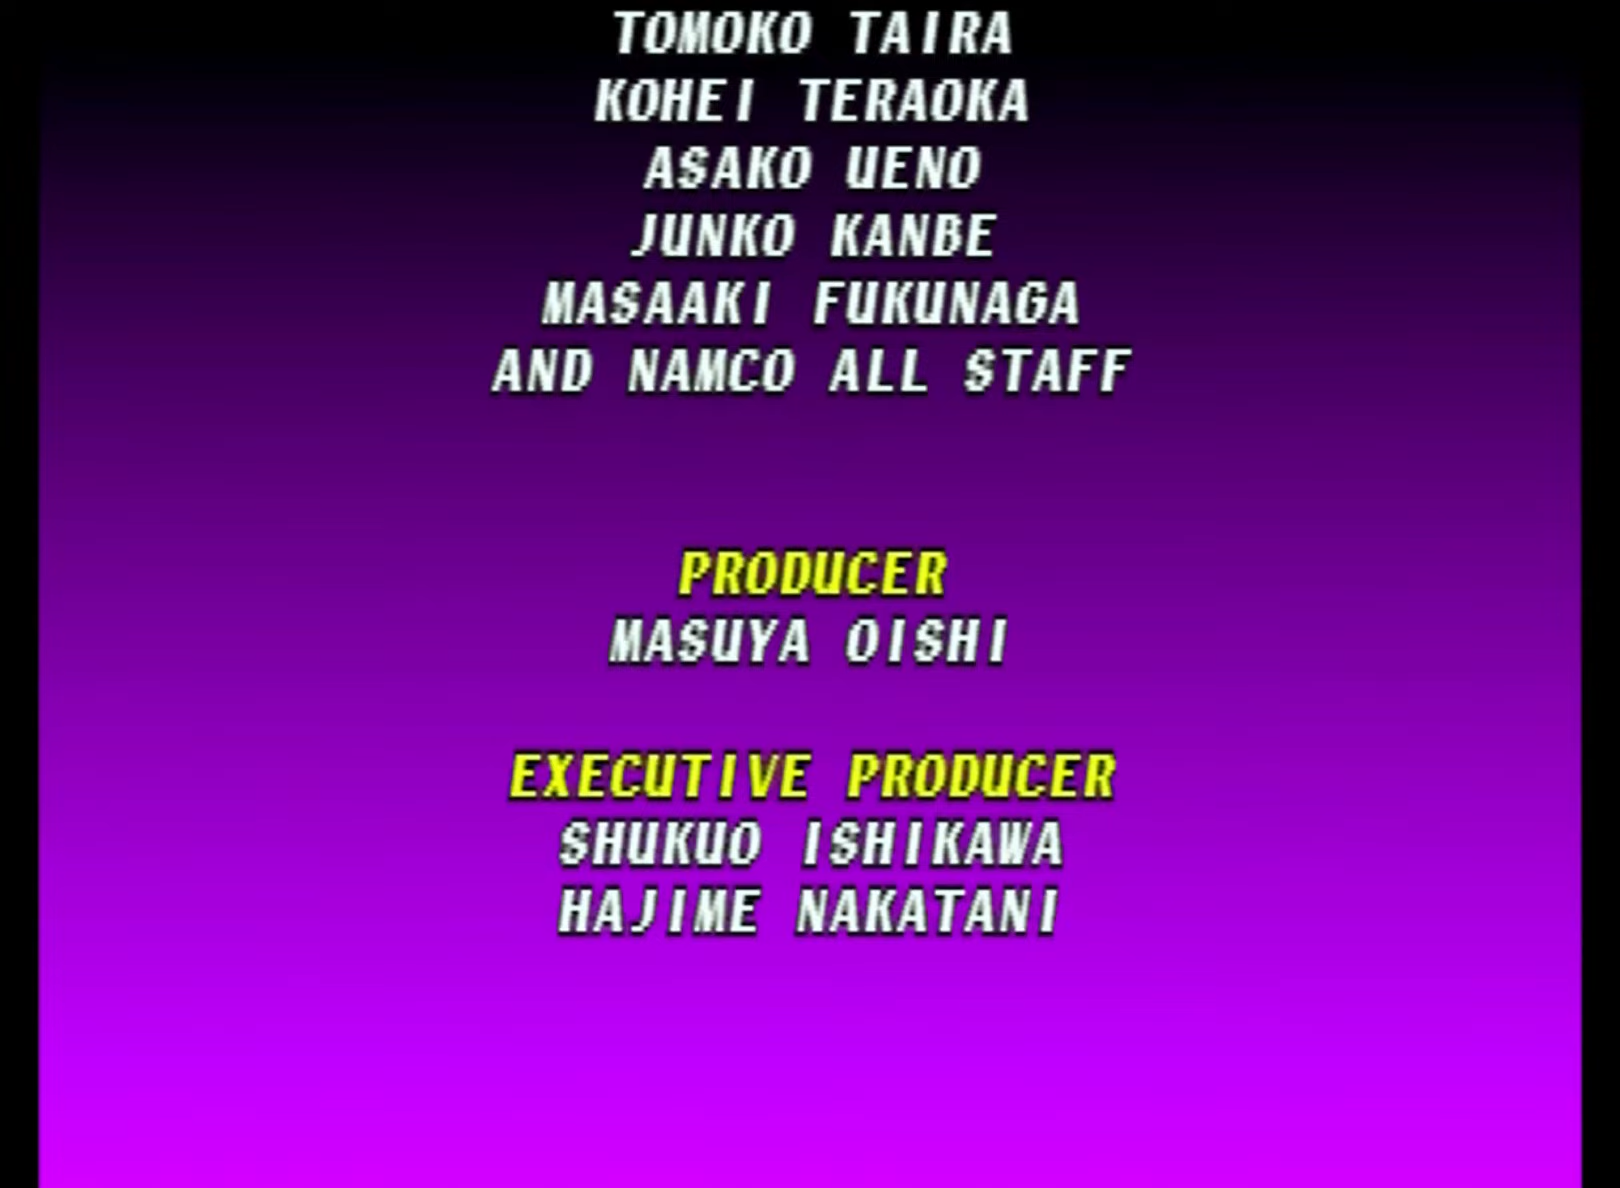 TOMOKO TAIRA
KOHEI TERAOKA
ASAKO UENO
JUNKO KANBE
MASAAKI FUKUNAGA
AND NAMCO ALL STAFF
PRODUCER
MASUYA OISHI
EXECUTIVE PRODUCER
SHUKUO ISHIKAWA
HAJIME NAKATANI